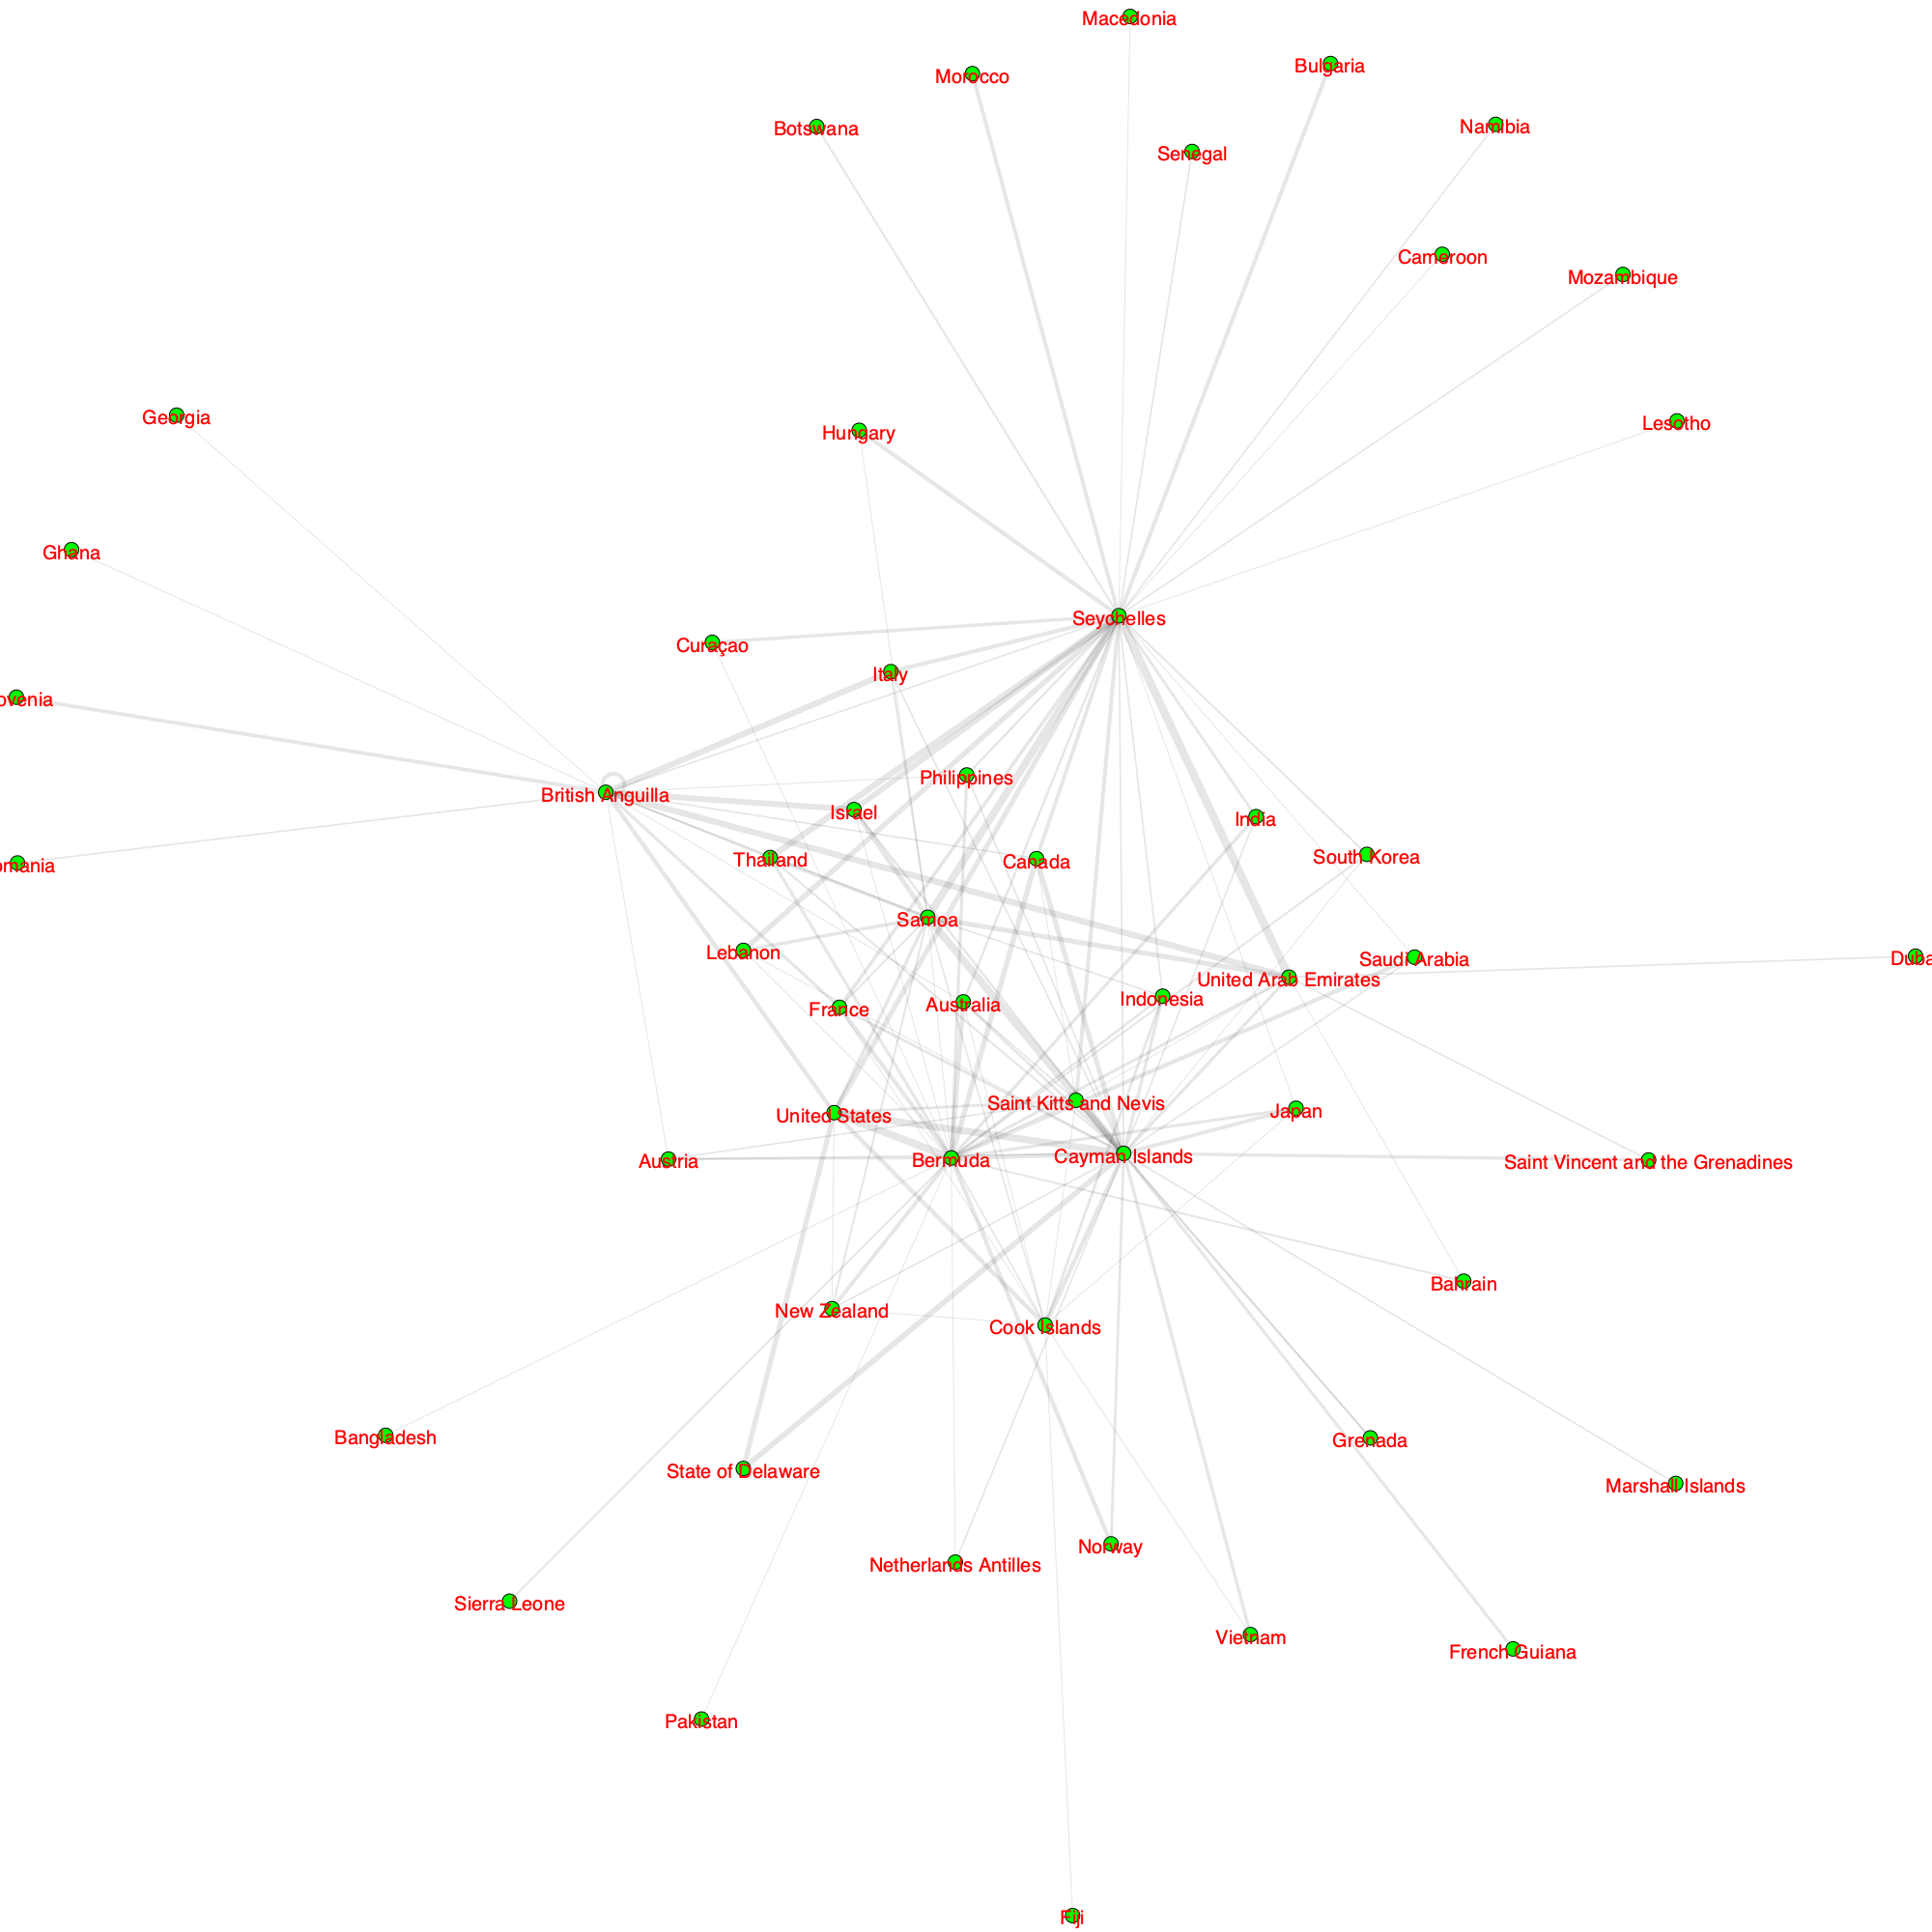 Macedonia
Bulgaria
Morocco
Namibia
Botswana
Senegal
Cameroon
Mozambique
Georgia
Lesotho
Hungary
Ghana
Seychelles
Curaçao
Italy
ovenia
Philippines
British Anguilla
Israel
India
South Korea
Thailand
Canada
omania
Samoa
Lebanon
Saudi Arabia
Duba
United Arab Emirates
Indonesia
Australia
France
Saint Kitts and Nevis
Japan
United States
Cayman Islands
Bermuda
Austria
Saint Vincent and the Grenadines
Bahrain
New Zealand
Cook Islands
Bangladesh
Grenada
State of Delaware
Marshall Islands
Norway
Netherlands Antilles
Sierra Leone
Vietnam
French Guiana
Pakistan
Fiji